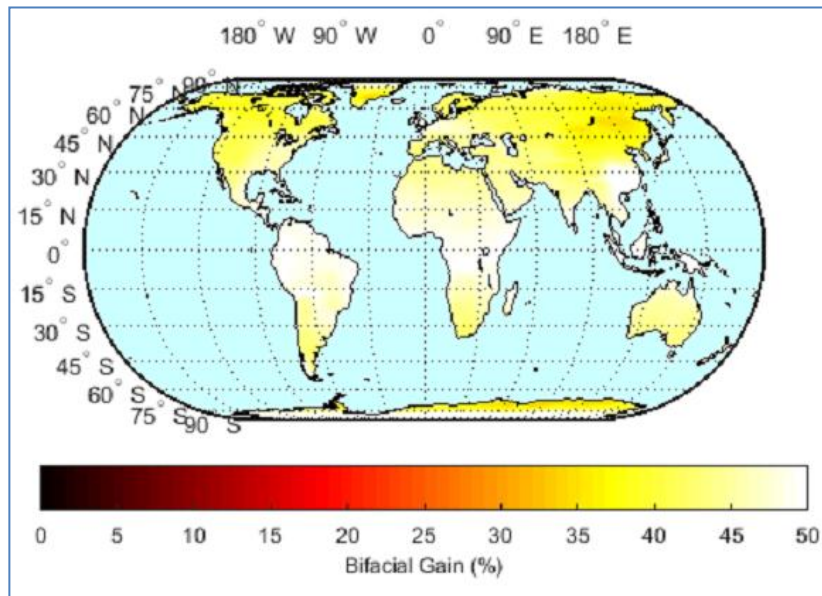 180° W 90° W 0° 90° E 180° E
90° N
75° N
60° N
45° N
30° N
15° N
0°
15° S
30° S
45° S
60° S
75° S 90° S
0 5 10 15 20 25 30 35 40 45 50
Bifacial Gain (%)